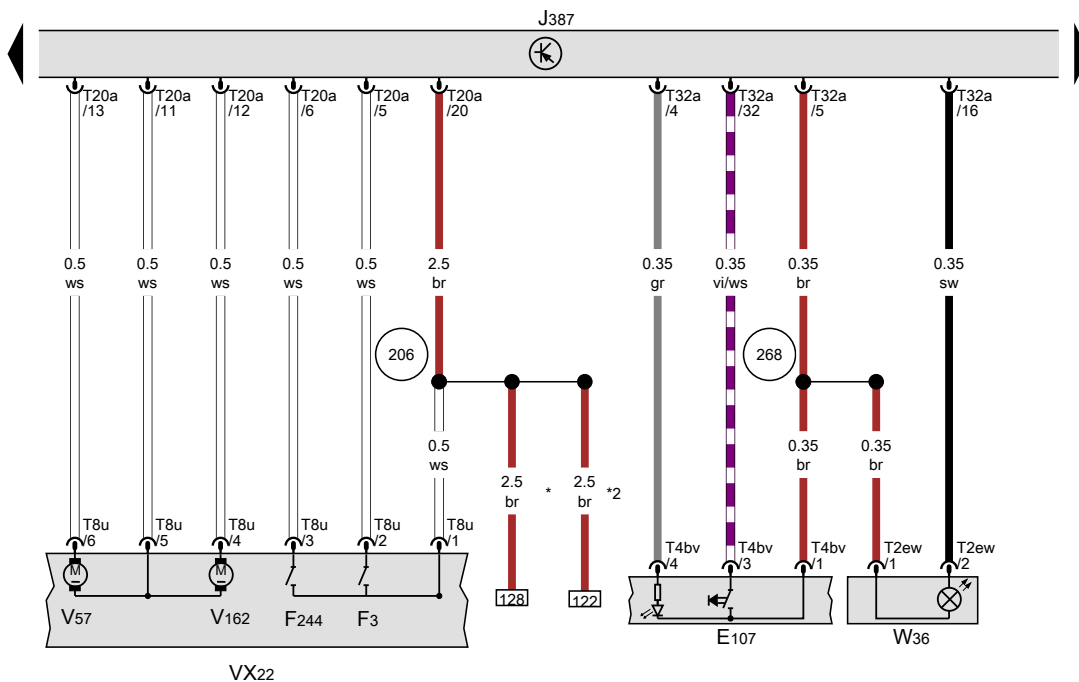 J387
T20a T20a T20a T20a T20a T20a T32a T32a T32a T32a
/13 /11 /12 /6 /5 /20 /4 /32 /5 /16
0.5 0.5 0.5 0.5 0.5 2.5 0.35 0.35 0.35 0.35
ws ws ws ws ws br gr vi/ws br sw
206 268
0.5 0.35 0.35
ws br br
2.5 * 2.5 *2
br br
T8u T8u T8u T8u T8u T8u
/6 /5 /4 /3 /2 /1
T4bv T4bv T4bv T2ew T2ew
/4 /3 /1 /1 /2
M M
128 122
V57 V162 F244 F3
E107 W36
VX22